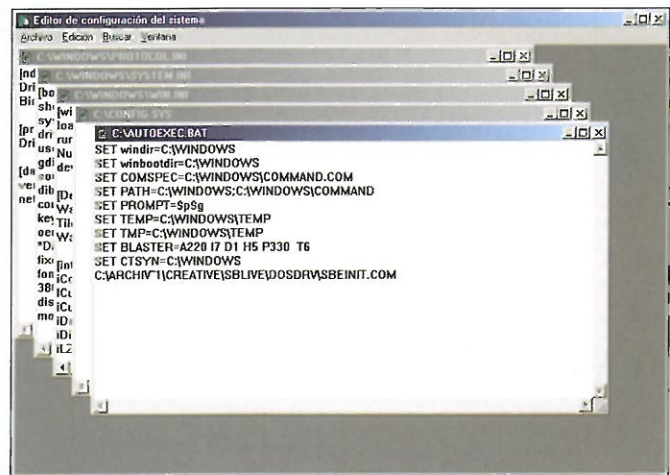 Editor de configuración del sistema
Archivo Edición Buscar Ventana
C:\WINDOWS\PROTOCOL.INI
C:\WINDOWS\SYSTEM.INI
C:\WINDOWS\WIN.INI
C:\CONFIG.SYS
C:\AUTOEXEC.BAT
SET windir=C:\WINDOWS
SET winbootdir=C:\WINDOWS
SET COMSPEC=C:\WINDOWS\COMMAND.COM
SET PATH=C:\WINDOWS;C:\WINDOWS\COMMAND
SET PROMPT=$p$g
SET TEMP=C:\WINDOWS\TEMP
SET TMP=C:\WINDOWS\TEMP
SET BLASTER=A220 I7 D1 H5 P330 T6
SET CTSYN=C:\WINDOWS
C:\ARCHIV~1\CREATIVE\SBLIVE\DOSDRV\SBEINIT.COM